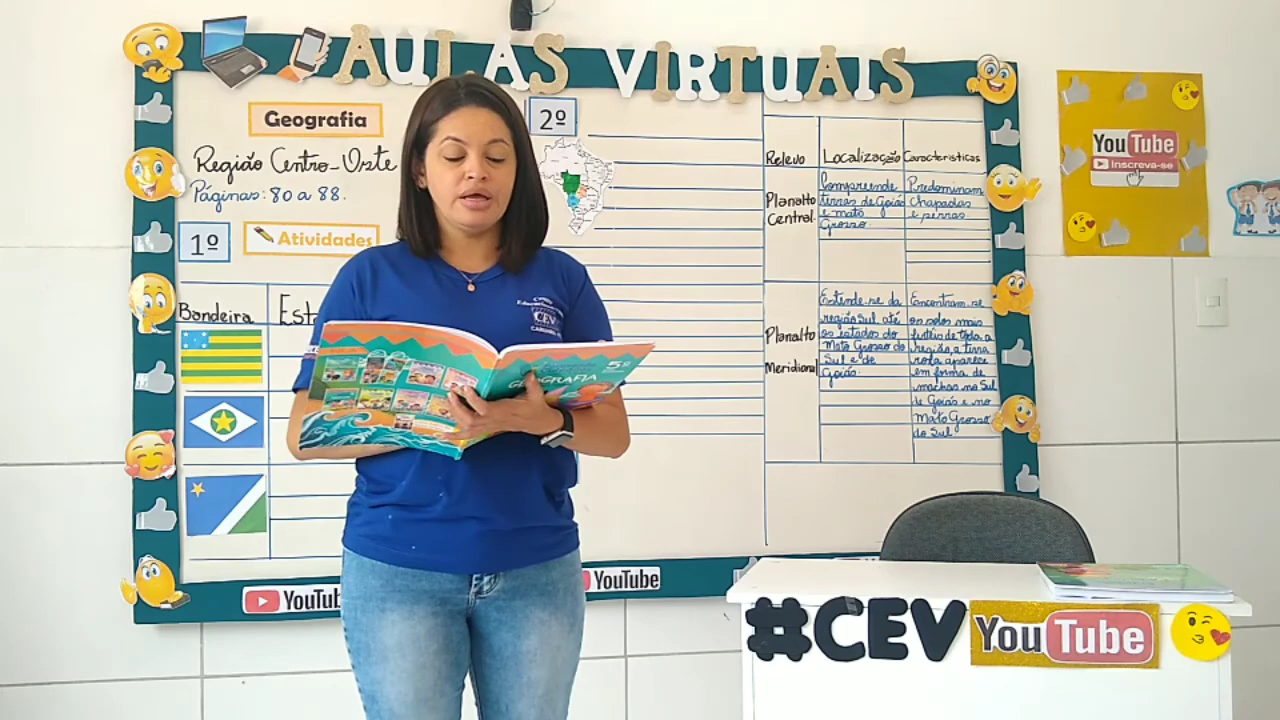 AULAS VIRTUAIS
Geografia
Região Centro-Oste
Páginas: 80 a 88.
1º
Atividades
Bandeira
Est
2º
Relevo
Localização
Características
Planalto
Central
Compreende
terras de Goiás
e mato
Grosso.
Predominam
chapadas
e serras
Planalto
Meridional
Estende-se da
região Sul até
os estados do
Mato Grosso do
Sul e de
Goiás.
Encontram-se
os solos mais
férteis de toda a
região, a terra
roxa aparece
em forma de
manchas no Sul
de Goiás e no
Mato Grosso
do Sul
YouTube
Inscreva-se
CEV
5º
GEOGRAFIA
YouTub
YouTube
#CEV YouTube